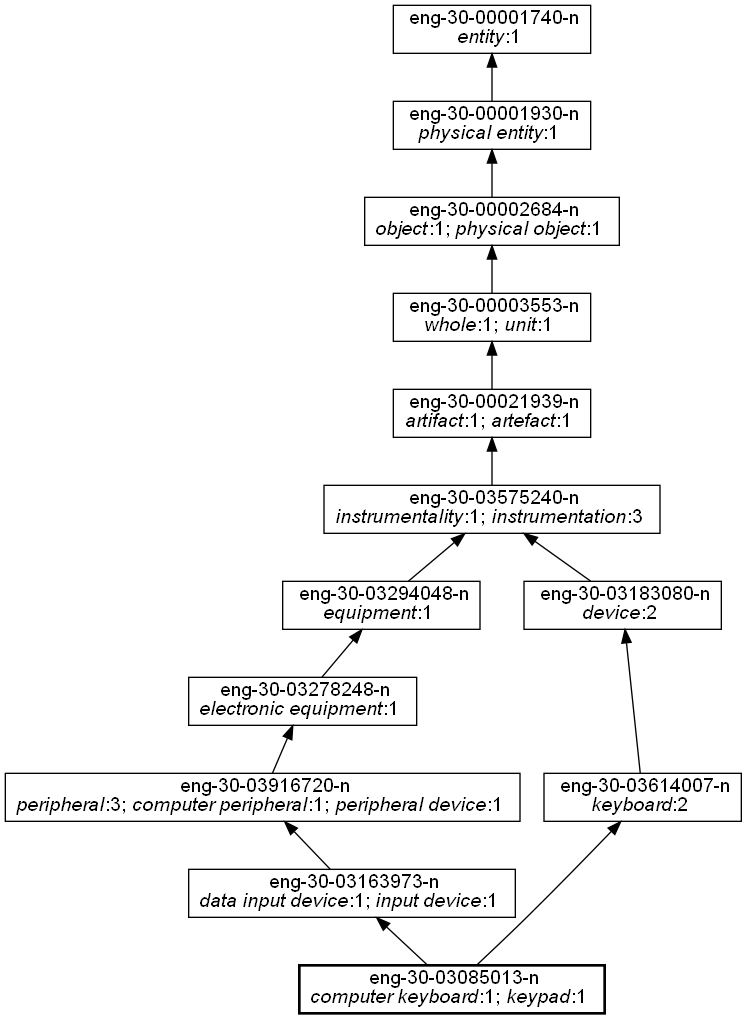 eng-30-00001740-n
entity:1
eng-30-00001930-n
physical entity:1
eng-30-00002684-n
object:1; physical object:1
eng-30-00003553-n
whole:1; unit:1
eng-30-00021939-n
artifact:1; artefact:1
eng-30-03575240-n
instrumentality:1; instrumentation:3
eng-30-03294048-n
equipment:1
eng-30-03183080-n
device:2
eng-30-03278248-n
electronic equipment:1
eng-30-03916720-n
peripheral:3; computer peripheral:1; peripheral device:1
eng-30-03614007-n
keyboard:2
eng-30-03163973-n
data input device:1; input device:1
eng-30-03085013-n
computer keyboard:1; keypad:1